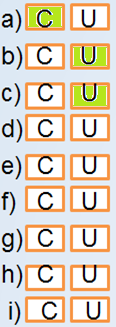 a) C U
b) C U
c) C U
d) C U
e) C U
f) C U
g) C U
h) C U
i) C U